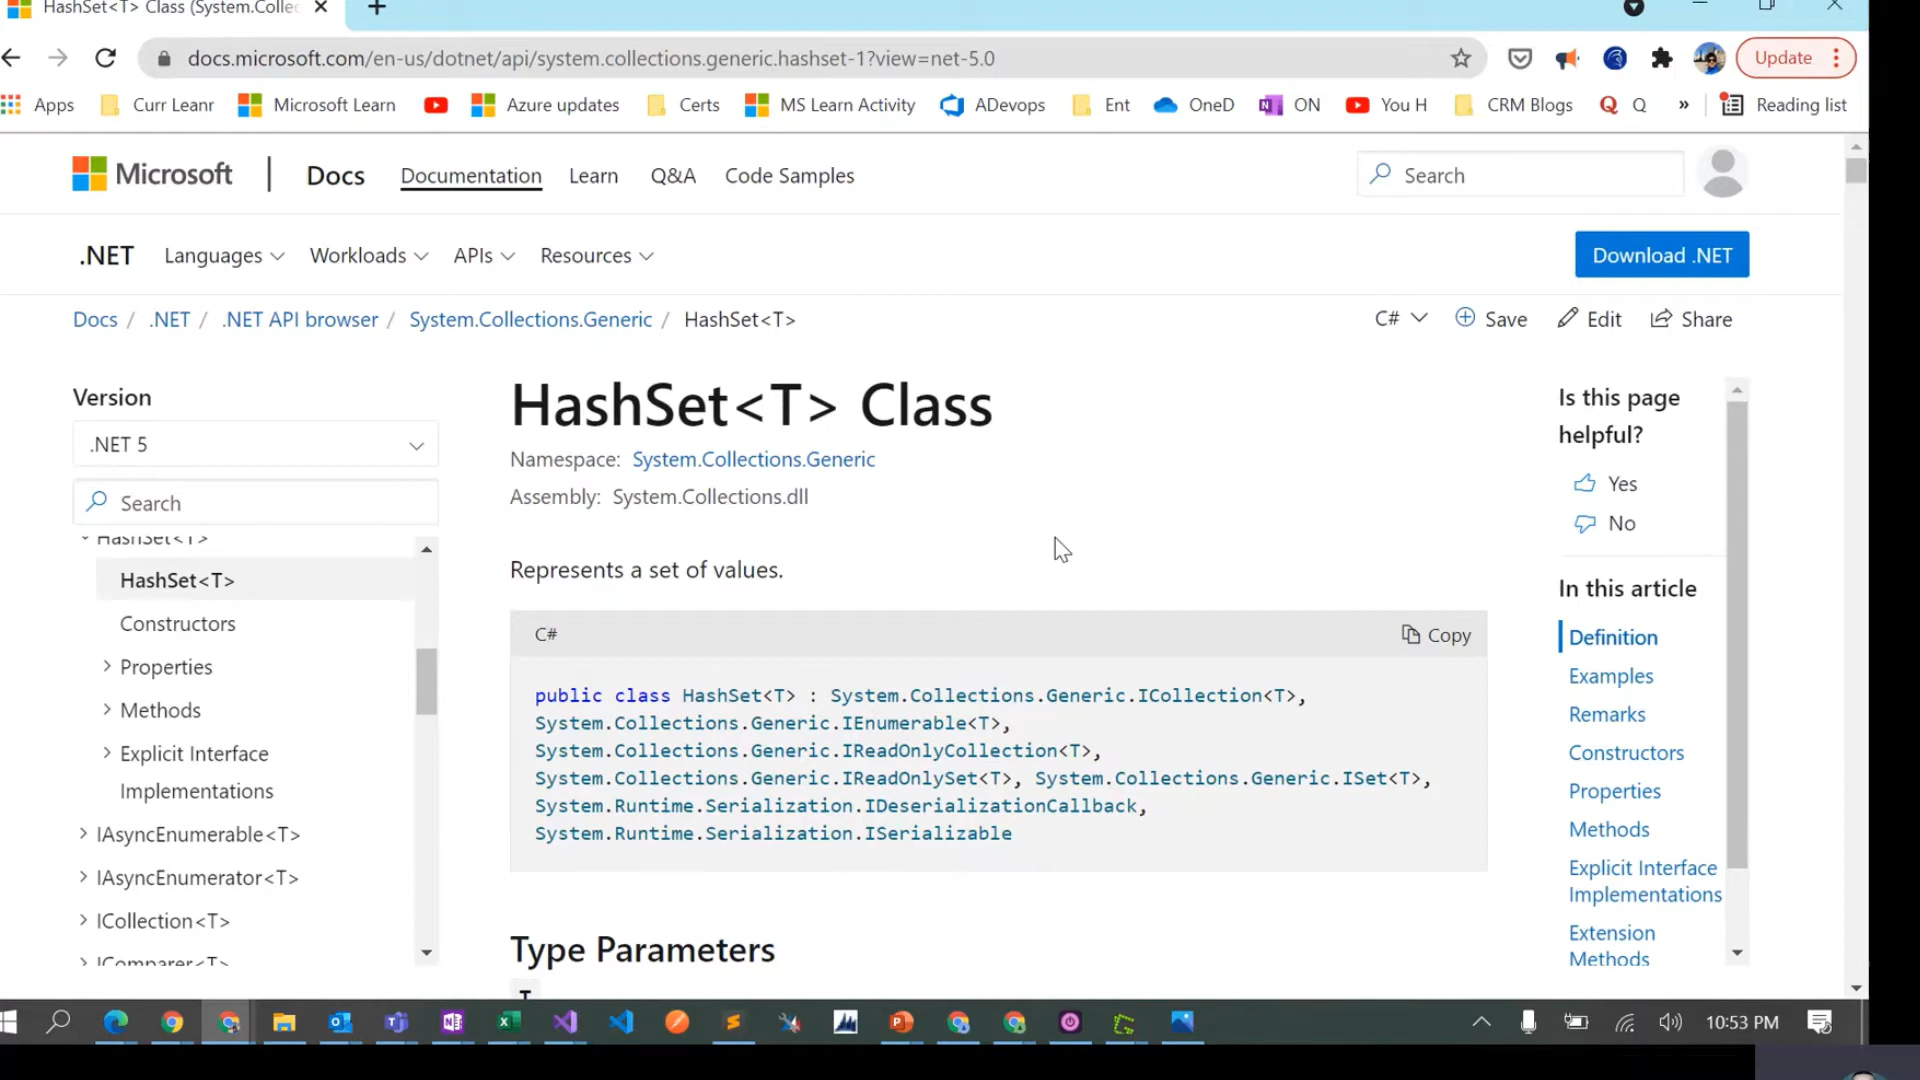 HashSet<T> Class (System.Collec
docs.microsoft.com/en-us/dotnet/api/system.collections.generic.hashset-1?view=net-5.0
Update
Apps Curr Leanr Microsoft Learn Azure updates Certs MS Learn Activity ADevops Ent OneD ON You H CRM Blogs Q » Reading list
Microsoft Docs Documentation Learn Q&A Code Samples Search
.NET Languages Workloads APIs Resources Download .NET
Docs / .NET / .NET API browser / System.Collections.Generic / HashSet<T> C# Save Edit Share
Version
.NET 5
Search
HashSet<T>
HashSet<T>
Constructors
Properties
Methods
Explicit Interface
Implementations
IAsyncEnumerable<T>
IAsyncEnumerator<T>
ICollection<T>
IComparer<T>
HashSet<T> Class
Namespace: System.Collections.Generic
Assembly: System.Collections.dll
Represents a set of values.
C# Copy
public class HashSet<T> : System.Collections.Generic.ICollection<T>,
System.Collections.Generic.IEnumerable<T>,
System.Collections.Generic.IReadOnlyCollection<T>,
System.Collections.Generic.IReadOnlySet<T>, System.Collections.Generic.ISet<T>,
System.Runtime.Serialization.IDeserializationCallback,
System.Runtime.Serialization.ISerializable
Type Parameters
T
Is this page
helpful?
Yes
No
In this article
Definition
Examples
Remarks
Constructors
Properties
Methods
Explicit Interface
Implementations
Extension
Methods
10:53 PM